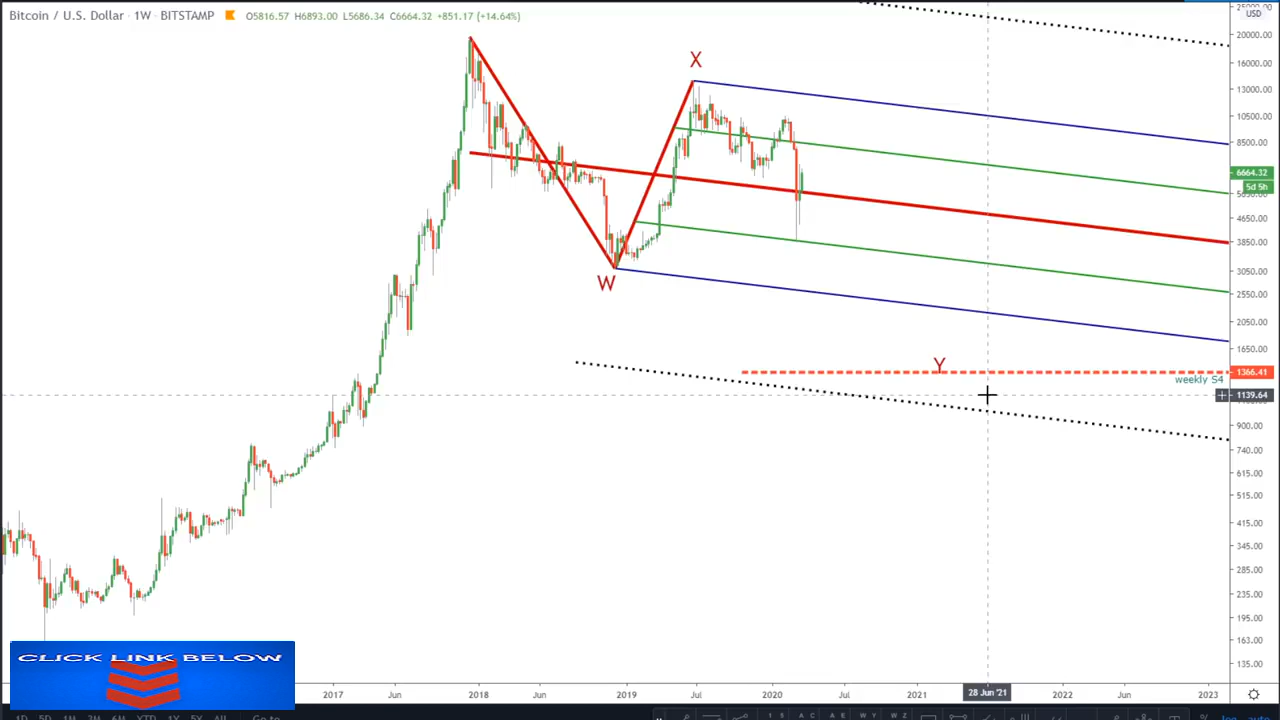 Bitcoin / U.S. Dollar · 1W · BITSTAMP O5816.57 H6893.00 L5686.34 C6664.32 +851.17 (+14.64%)
USD
20000.00
16000.00
13000.00
10500.00
8500.00
6664.32
5d 5h
4650.00
3850.00
3050.00
2550.00
2050.00
1650.00
1366.41
weekly S4
1139.64
900.00
740.00
615.00
515.00
415.00
345.00
285.00
235.00
195.00
163.00
135.00
X
W
Y
CLICK LINK BELOW
2017 Jun 2018 Jun 2019 Jul 2020 Jul 2021 28 Jun '21 2022 Jun 2023